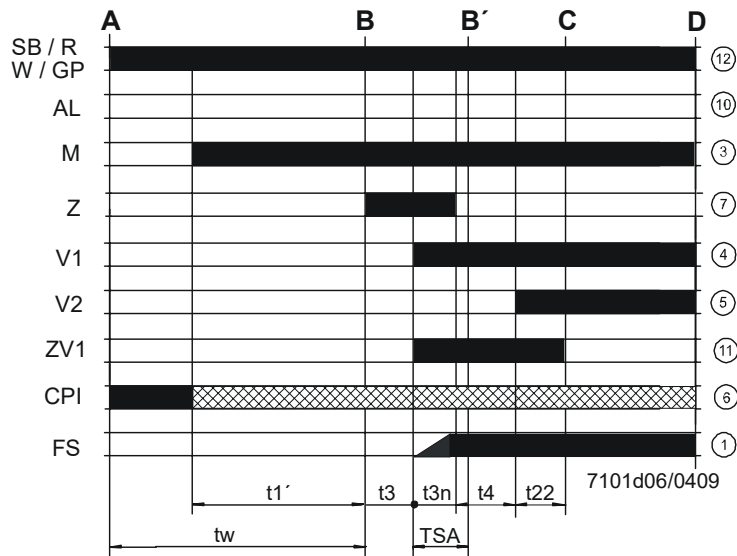 A B B´ C D
SB / R
W / GP 12
AL 10
M 3
Z 7
V1 4
V2 5
ZV1 11
CPI 6
FS 1
7101d06/0409
t1´ t3 t3n t4 t22
tw TSA